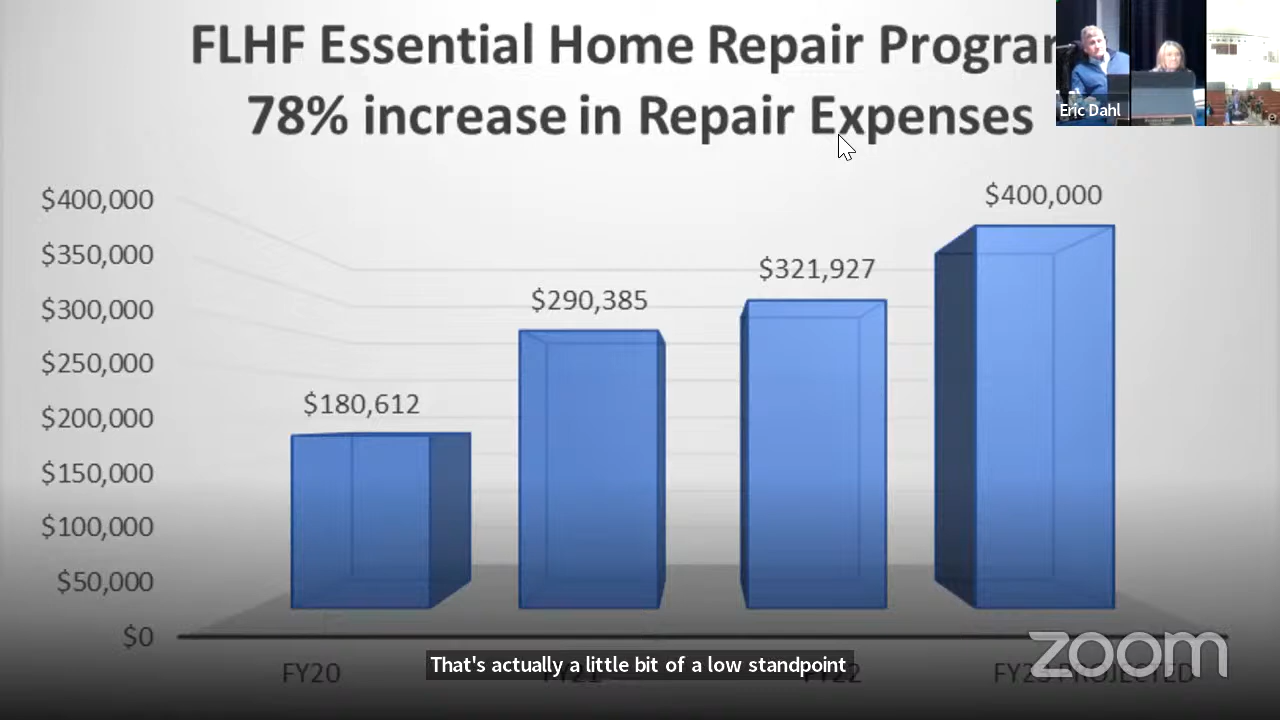 FLHF Essential Home Repair Progra
78% increase in Repair Expenses
Eric Dahl
$400,000
$350,000
$300,000
$250,000
$200,000
$150,000
$100,000
$50,000
$0
$180,612
$290,385
$321,927
$400,000
FY20
PROJECTED
That's actually a little bit of a low standpoint
zoom